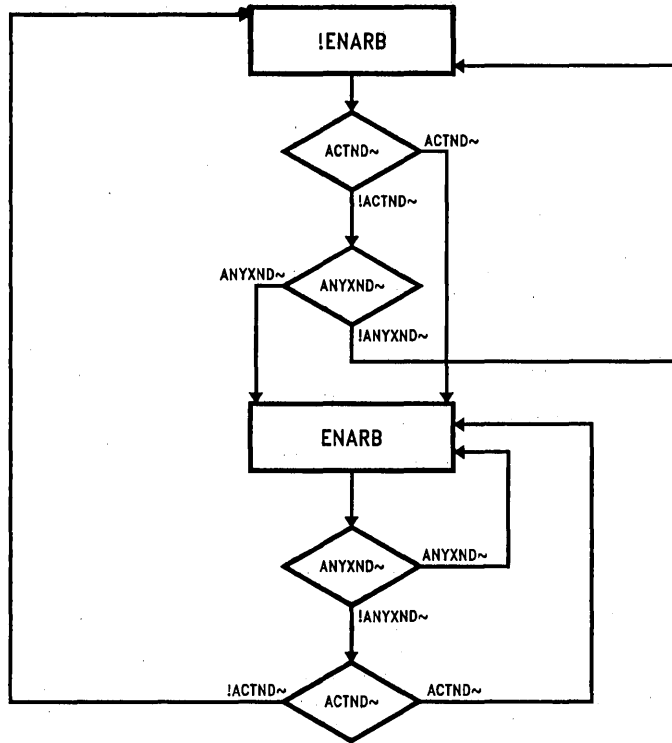 !ENARB
ACTND~
ACTND~
!ACTND~
ANYXND~
ANYXND~
!ANYXND~
ENARB
ANYXND~
ANYXND~
!ANYXND~
!ACTND~
ACTND~
ACTND~